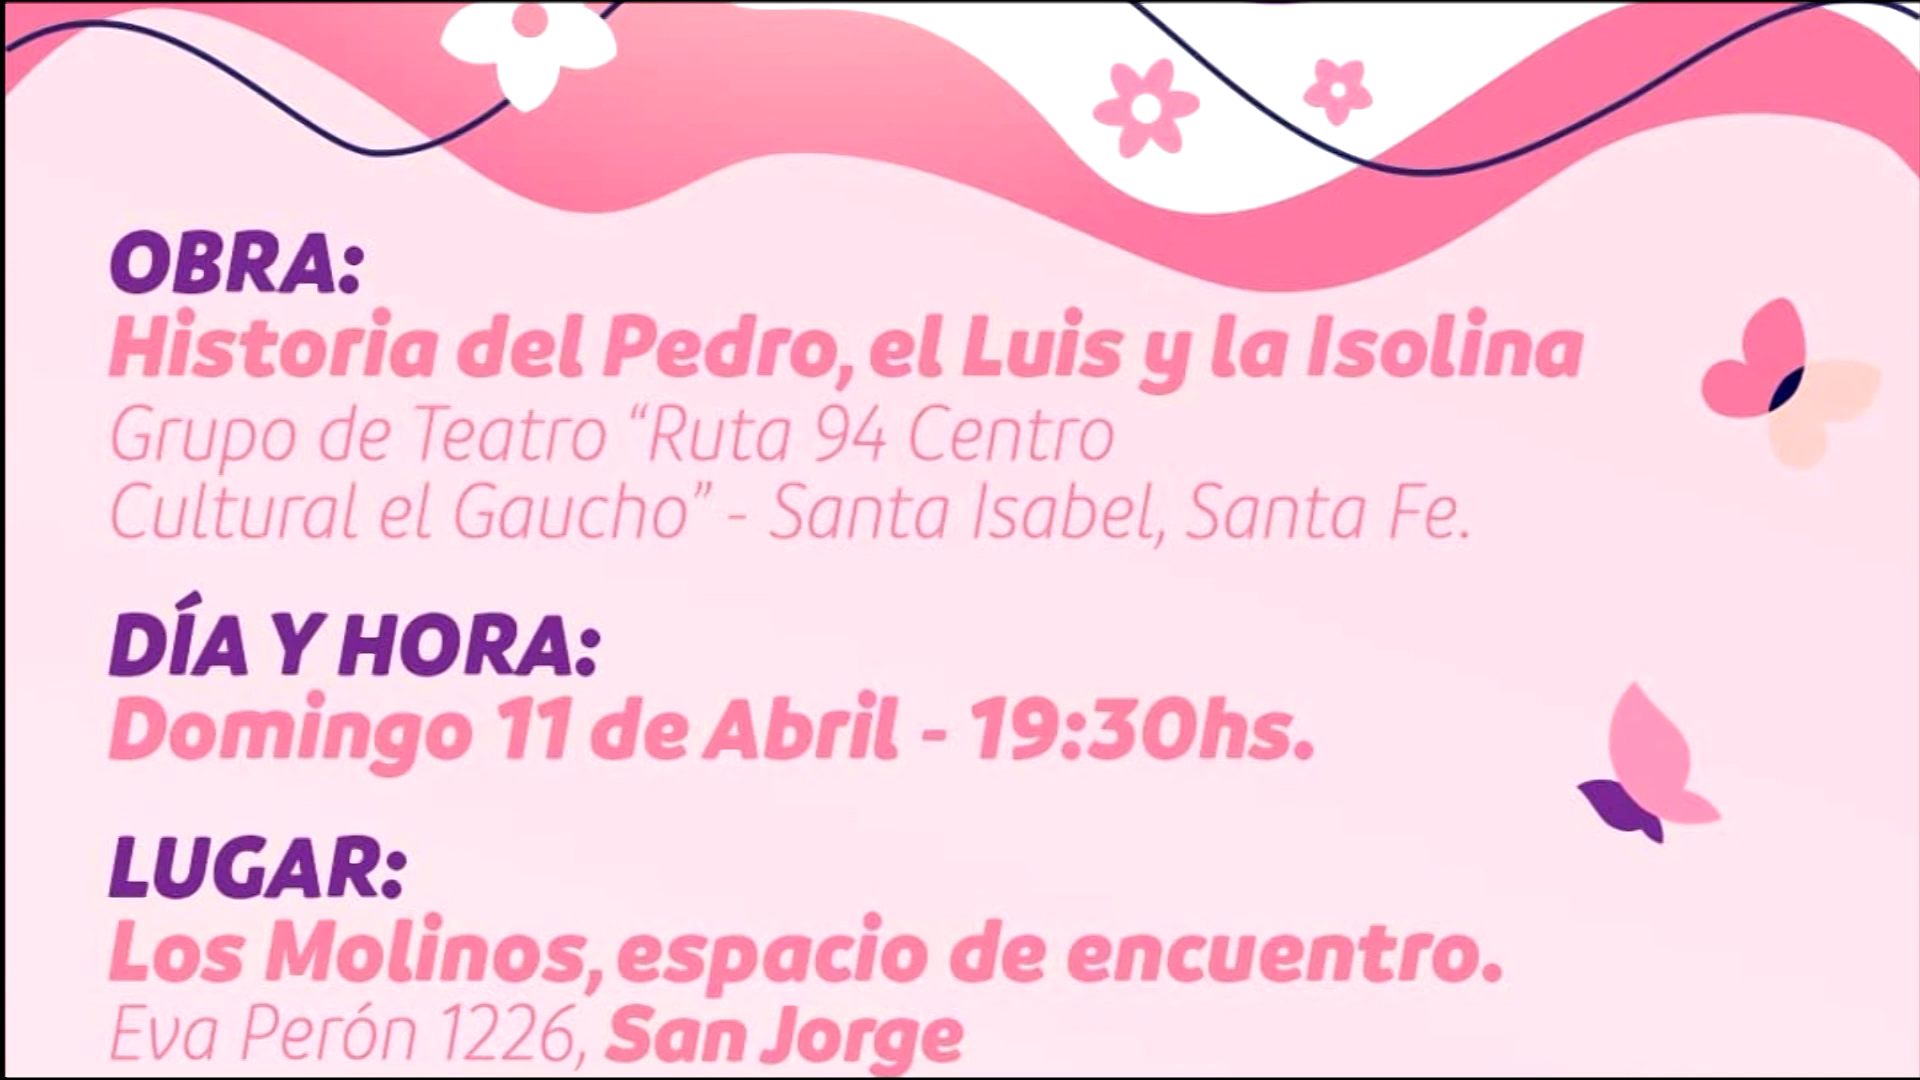 OBRA:
Historia del Pedro, el Luis y la Isolina
Grupo de Teatro “Ruta 94 Centro
Cultural el Gaucho” - Santa Isabel, Santa Fe.
DÍA Y HORA:
Domingo 11 de Abril - 19:30hs.
LUGAR:
Los Molinos, espacio de encuentro.
Eva Perón 1226, San Jorge